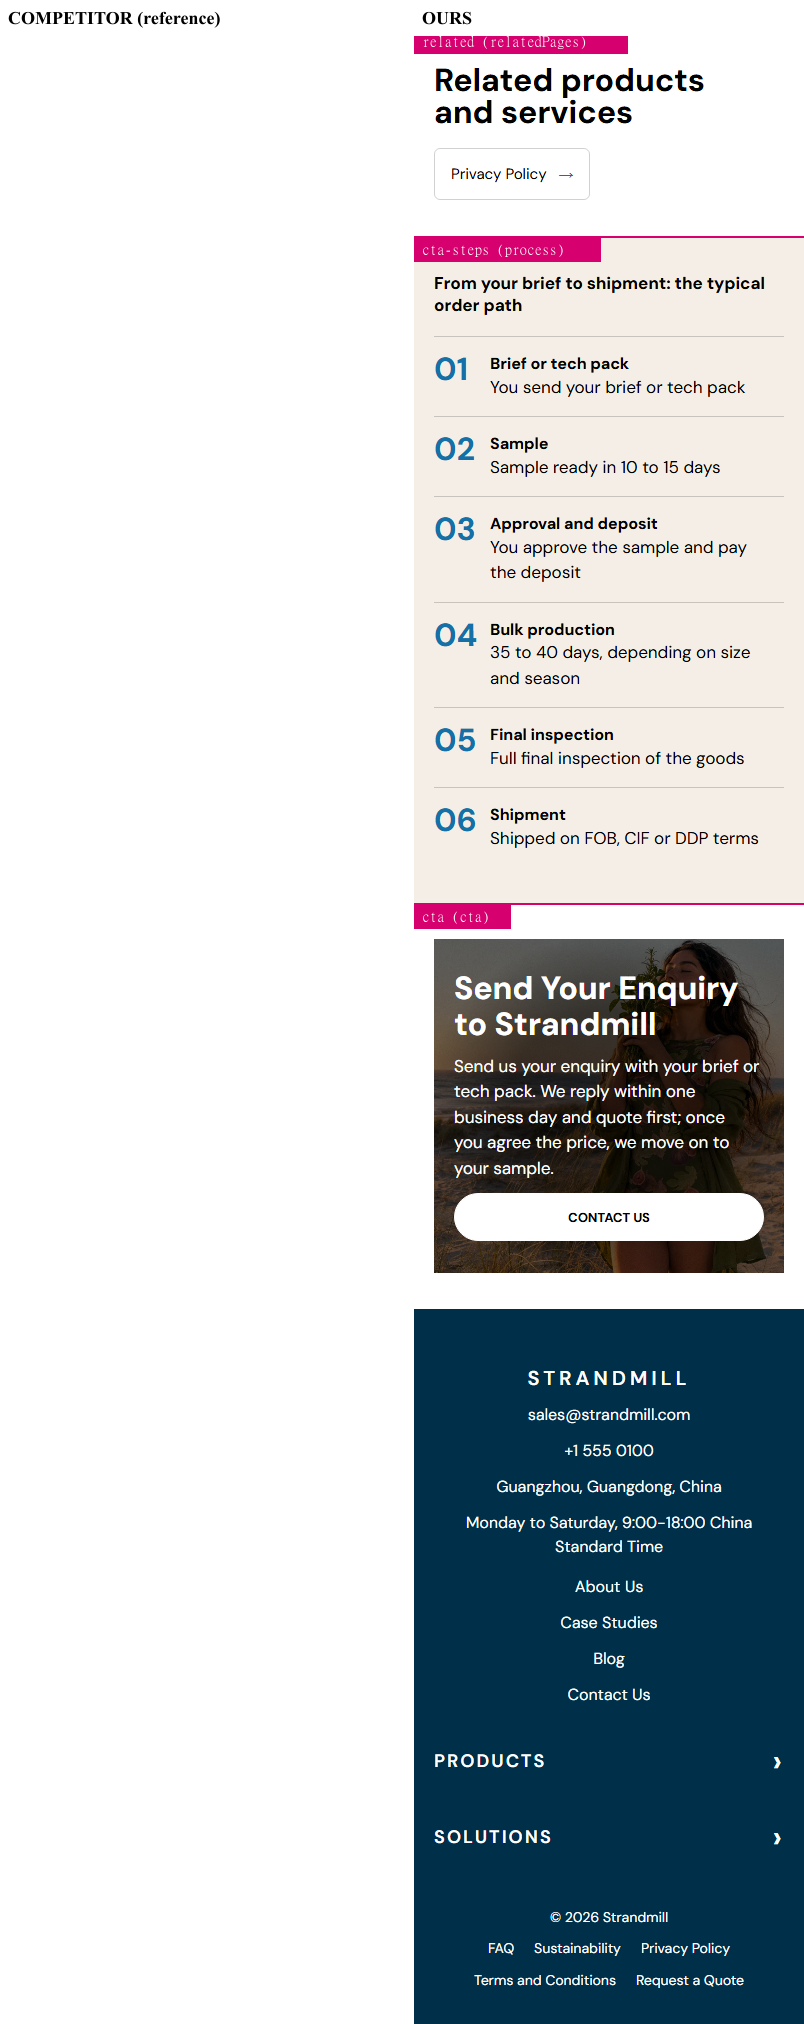 COMPETITOR (reference)
OURS
related (relatedPages)
Related products
and services
Privacy Policy →
cta-steps (process)
From your brief to shipment: the typical
order path
01
Brief or tech pack
You send your brief or tech pack
02
Sample
Sample ready in 10 to 15 days
03
Approval and deposit
You approve the sample and pay
the deposit
04
Bulk production
35 to 40 days, depending on size
and season
05
Final inspection
Full final inspection of the goods
06
Shipment
Shipped on FOB, CIF or DDP terms
cta (cta)
Send Your Enquiry
to Strandmill
Send us your enquiry with your brief or
tech pack. We reply within one
business day and quote first; once
you agree the price, we move on to
your sample.
CONTACT US
STRANDMILL
sales@strandmill.com
+1 555 0100
Guangzhou, Guangdong, China
Monday to Saturday, 9:00-18:00 China
Standard Time
About Us
Case Studies
Blog
Contact Us
PRODUCTS
SOLUTIONS
© 2026 Strandmill
FAQ Sustainability Privacy Policy
Terms and Conditions Request a Quote